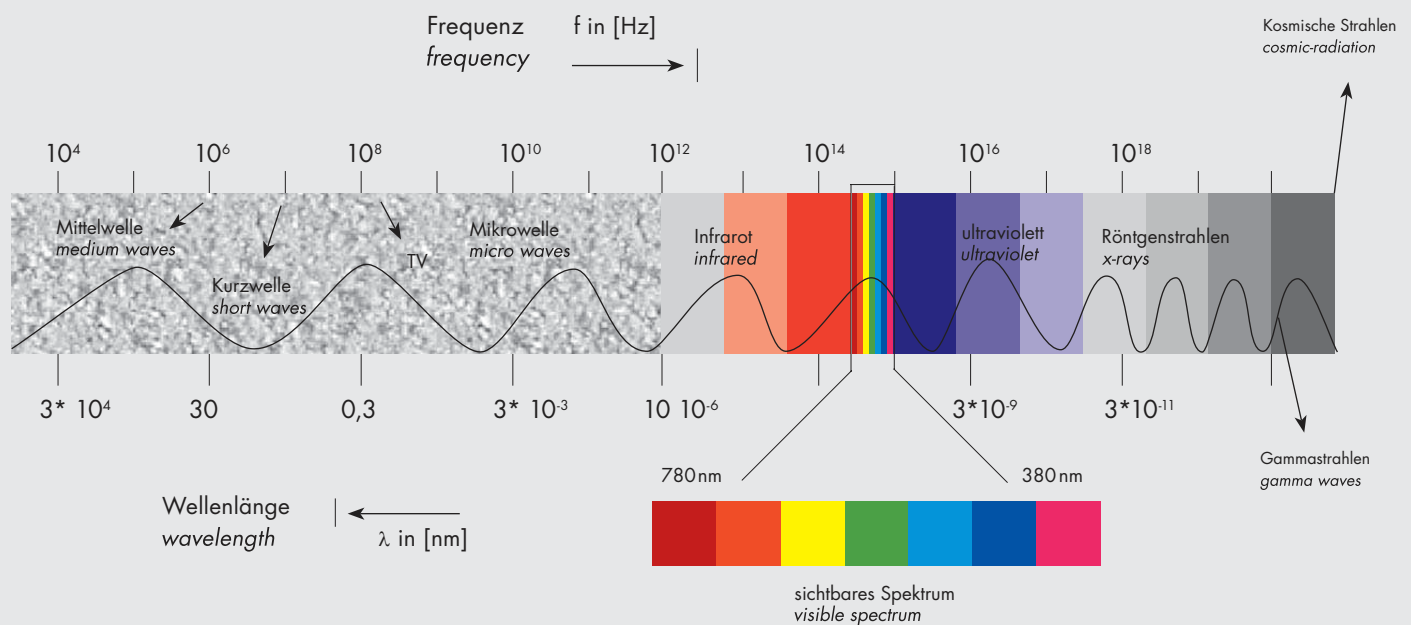 Frequenz f in [Hz]
frequency
Kosmische Strahlen
cosmic-radiation
10⁴ 10⁶ 10⁸ 10¹⁰ 10¹² 10¹⁴ 10¹⁶ 10¹⁸
Mittelwelle
medium waves
Kurzwelle
short waves
TV
Mikrowelle
micro waves
Infrarot
infrared
ultraviolett
ultraviolet
Röntgenstrahlen
x-rays
3* 10⁴ 30 0,3 3* 10⁻³ 10 10⁻⁶ 3*10⁻⁹ 3*10⁻¹¹
Gammastrahlen
gamma waves
780 nm 380 nm
Wellenlänge
wavelength
λ in [nm]
sichtbares Spektrum
visible spectrum